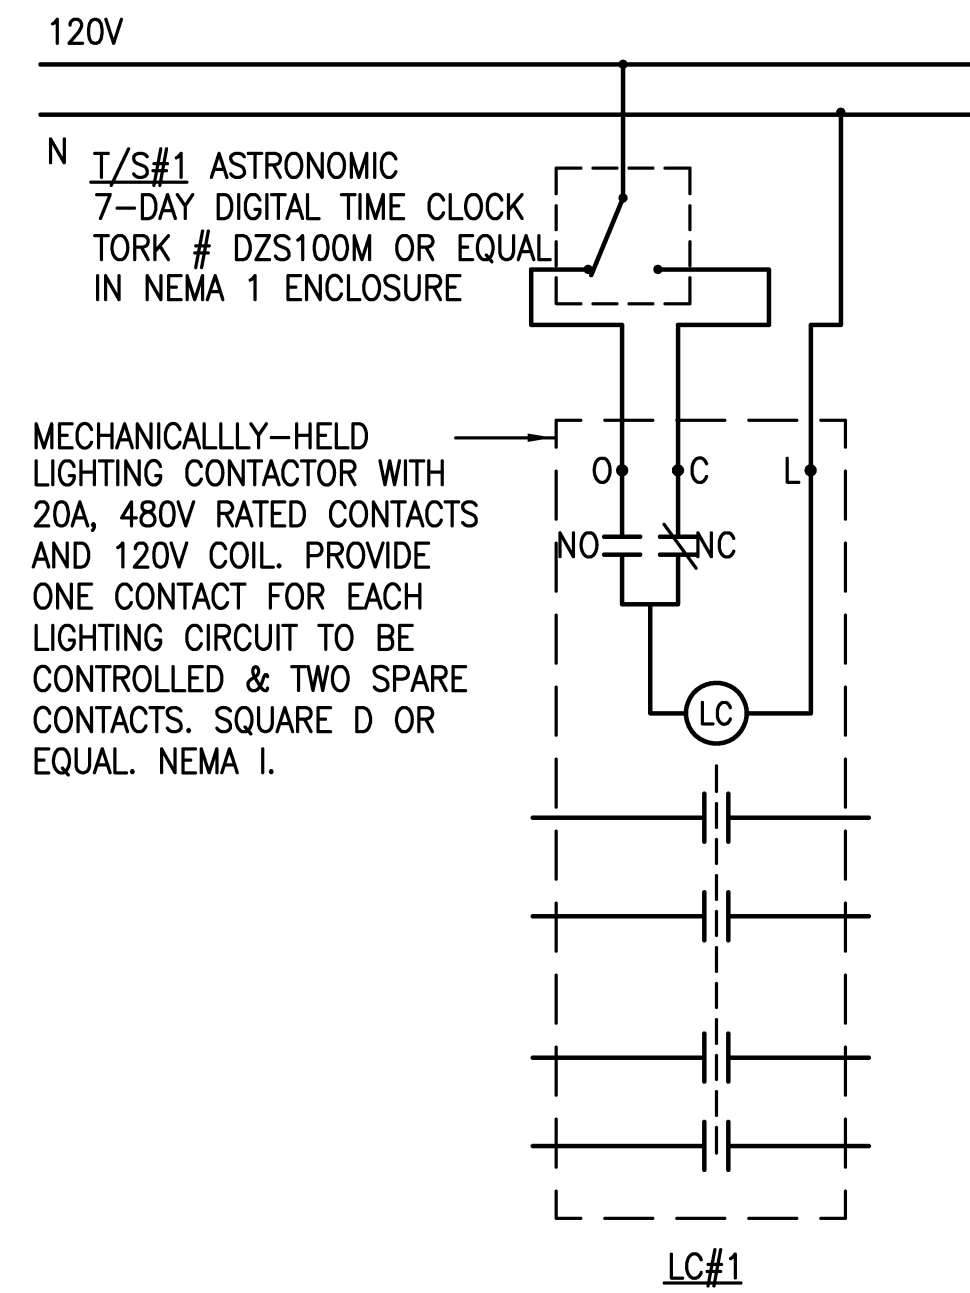 120V
N
T/S#1 ASTRONOMIC
7-DAY DIGITAL TIME CLOCK
TORK # DZS100M OR EQUAL
IN NEMA 1 ENCLOSURE
MECHANICALLLY-HELD
LIGHTING CONTACTOR WITH
20A, 480V RATED CONTACTS
AND 120V COIL. PROVIDE
ONE CONTACT FOR EACH
LIGHTING CIRCUIT TO BE
CONTROLLED & TWO SPARE
CONTACTS. SQUARE D OR
EQUAL. NEMA I.
O C L
NO NC
LC
LC#1